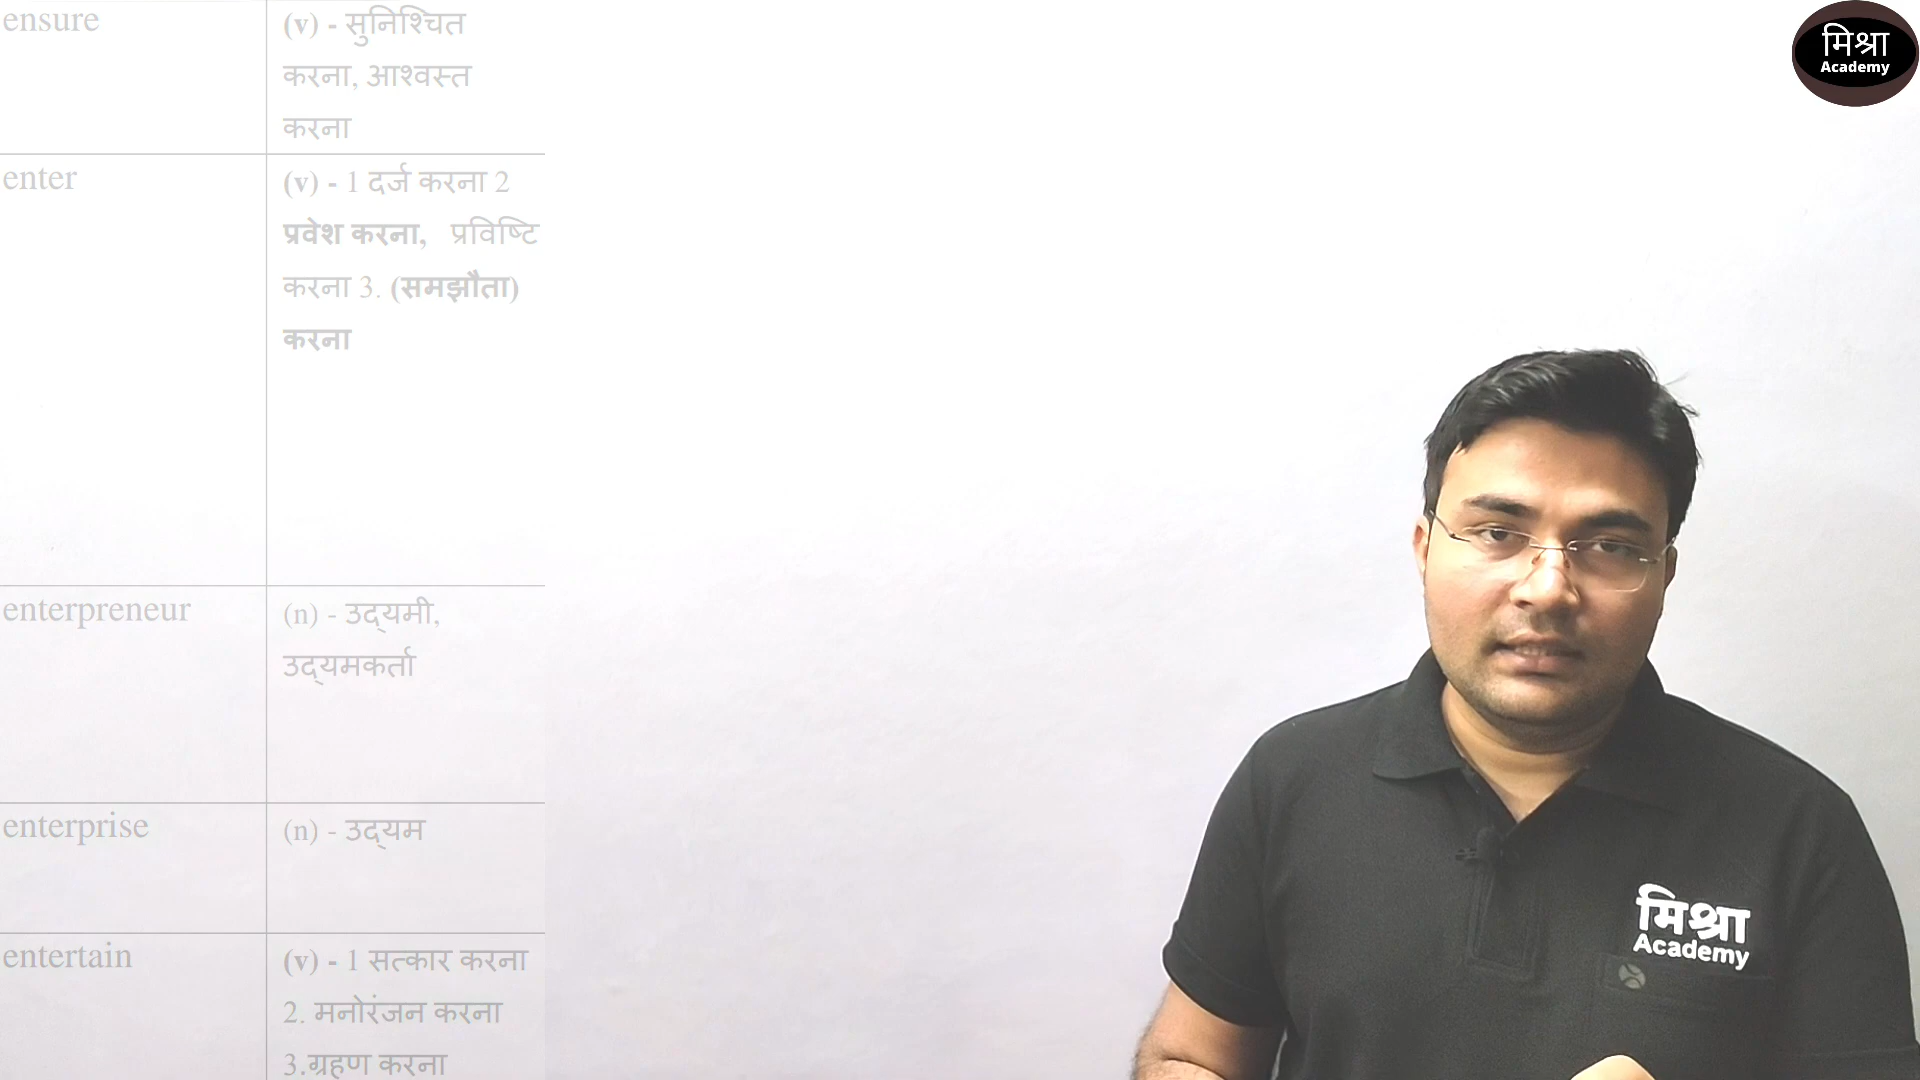 ensure
(v) - सुनिश्चित
करना, आश्वस्त
करना
enter
(v) - 1 दर्ज करना 2
प्रवेश करना, प्रविष्टि
करना 3. (समझौता)
करना
enterpreneur
(n) - उद्यमी,
उद्यमकर्ता
enterprise
(n) - उद्यम
entertain
(v) - 1 सत्कार करना
2. मनोरंजन करना
3.ग्रहण करना
मिश्रा
Academy
मिश्रा
Academy